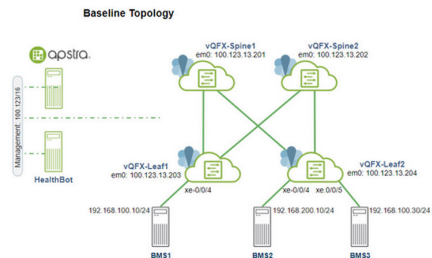 Baseline Topology
apstra.
vQFX-Spine1
em0: 100.123.13.201
vQFX-Spine2
em0: 100.123.13.202
Management: 100.123/16
HealthBot
vQFX-Leaf1
em0: 100.123.13.203
vQFX-Leaf2
em0: 100.123.13.204
xe-0/0/4
xe-0/0/4
xe-0/0/5
192.168.100.10/24
192.168.200.10/24
192.168.100.30/24
BMS1
BMS2
BMS3